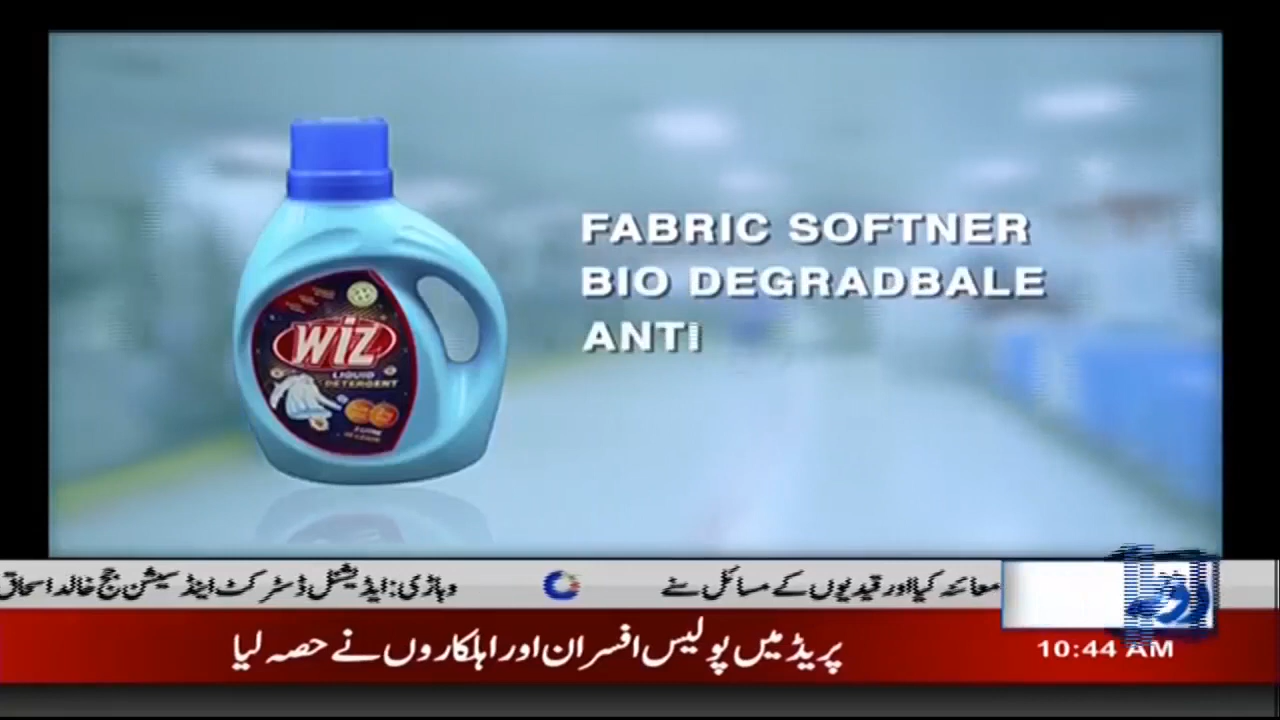 FABRIC SOFTNER
BIO DEGRADBALE
ANTI
WiZ
LIQUID
DETERGENT
معائنہ کیا اور قیدیوں کے مسائل سنے
وہاڑی: ایڈیشنل ڈسٹرکٹ اینڈ سیشن جج خالد اسحاق
پریڈ میں پولیس افسران اور اہلکاروں نے حصہ لیا
10:44 AM